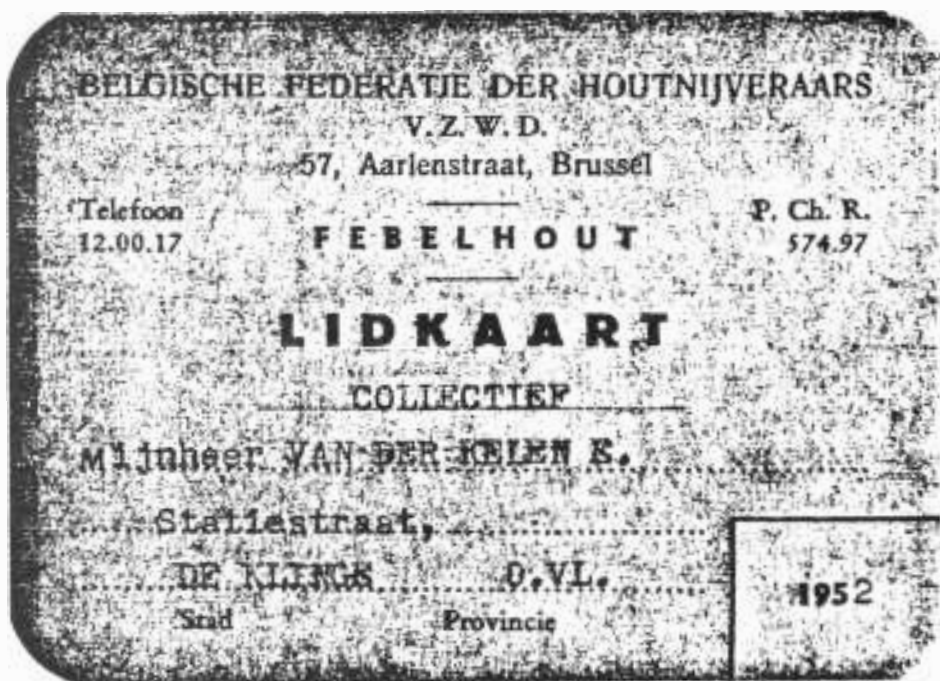 BELGISCHE FEDERATIE DER HOUTNIJVERAARS
V. Z. W. D.
57, Aarlenstraat, Brussel
Telefoon
12.00.17
P. Ch. R.
574.97
FEBELHOUT
LIDKAART
COLLECTIEF
Mijnheer VAN DER KELEN E.
Statiestraat,
DE KLINGE O.VL.
Stad Provincie
1952